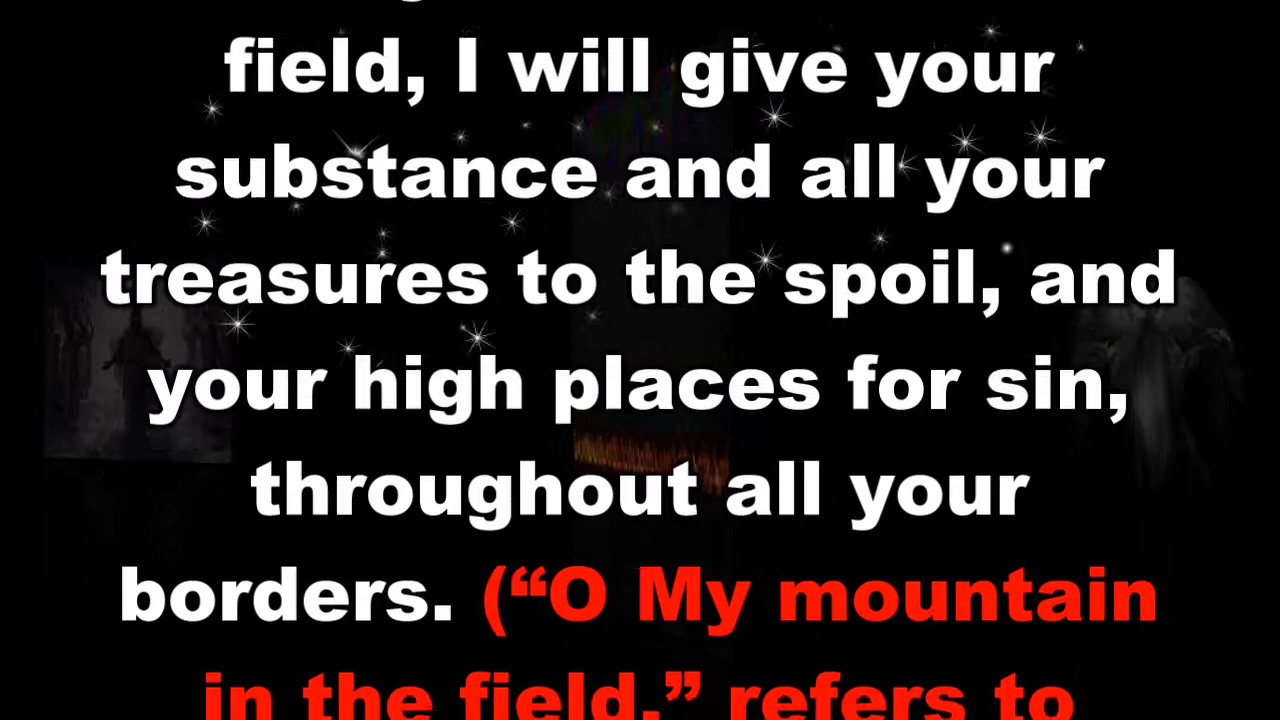 field, I will give your
substance and all your
treasures to the spoil, and
your high places for sin,
throughout all your
borders. (“O My mountain
in the field,” refers to